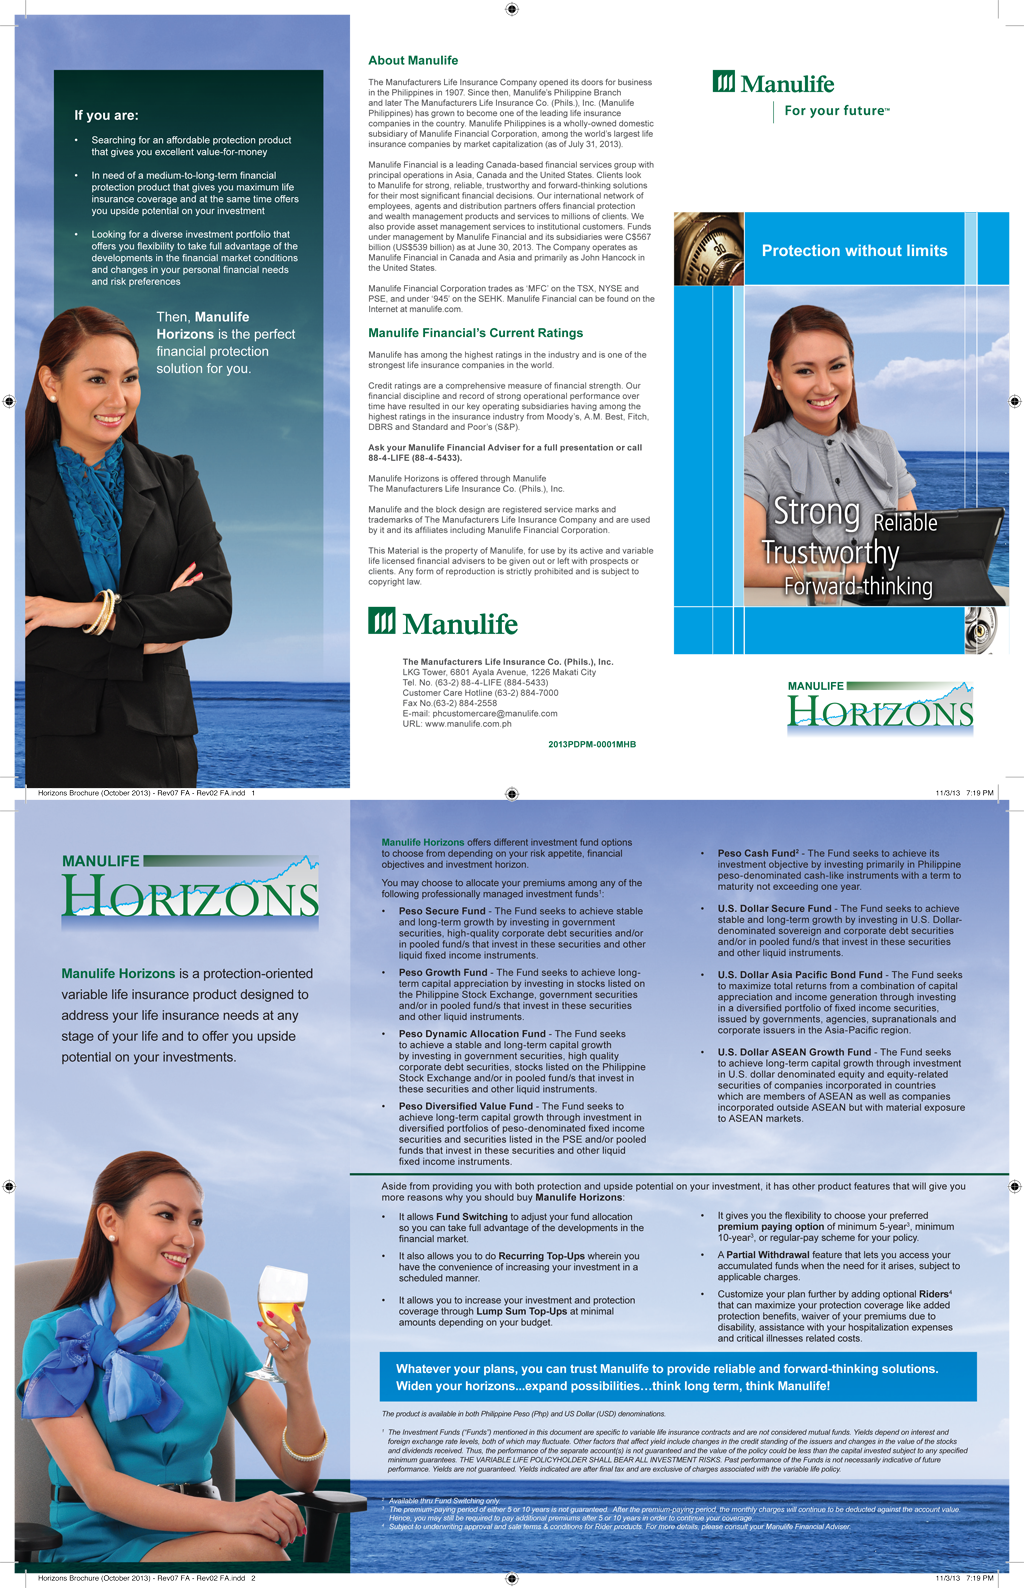 If you are:
• Searching for an affordable protection product
that gives you excellent value-for-money
• In need of a medium-to-long-term financial
protection product that gives you maximum life
insurance coverage and at the same time offers
you upside potential on your investment
• Looking for a diverse investment portfolio that
offers you flexibility to take full advantage of the
developments in the financial market conditions
and changes in your personal financial needs
and risk preferences
Then, Manulife
Horizons is the perfect
financial protection
solution for you.
About Manulife
The Manufacturers Life Insurance Company opened its doors for business
in the Philippines in 1907. Since then, Manulife's Philippine Branch
and later The Manufacturers Life Insurance Co. (Phils.), Inc. (Manulife
Philippines) has grown to become one of the leading life insurance
companies in the country. Manulife Philippines is a wholly-owned domestic
subsidiary of Manulife Financial Corporation, among the world's largest life
insurance companies by market capitalization (as of July 31, 2013).
Manulife Financial is a leading Canada-based financial services group with
principal operations in Asia, Canada and the United States. Clients look
to Manulife for strong, reliable, trustworthy and forward-thinking solutions
for their most significant financial decisions. Our international network of
employees, agents and distribution partners offers financial protection
and wealth management products and services to millions of clients. We
also provide asset management services to institutional customers. Funds
under management by Manulife Financial and its subsidiaries were C$567
billion (US$539 billion) as at June 30, 2013. The Company operates as
Manulife Financial in Canada and Asia and primarily as John Hancock in
the United States.
Manulife Financial Corporation trades as 'MFC' on the TSX, NYSE and
PSE, and under '945' on the SEHK. Manulife Financial can be found on the
Internet at manulife.com.
Manulife Financial's Current Ratings
Manulife has among the highest ratings in the industry and is one of the
strongest life insurance companies in the world.
Credit ratings are a comprehensive measure of financial strength. Our
financial discipline and record of strong operational performance over
time have resulted in our key operating subsidiaries having among the
highest ratings in the insurance industry from Moody's, A.M. Best, Fitch,
DBRS and Standard and Poor's (S&P).
Ask your Manulife Financial Adviser for a full presentation or call
88-4-LIFE (88-4-5433).
Manulife Horizons is offered through Manulife
The Manufacturers Life Insurance Co. (Phils.), Inc.
Manulife and the block design are registered service marks and
trademarks of The Manufacturers Life Insurance Company and are used
by it and its affiliates including Manulife Financial Corporation.
This Material is the property of Manulife, for use by its active and variable
life licensed financial advisers to be given out or left with prospects or
clients. Any form of reproduction is strictly prohibited and is subject to
copyright law.
Manulife
The Manufacturers Life Insurance Co. (Phils.), Inc.
LKG Tower, 6801 Ayala Avenue, 1226 Makati City
Tel. No. (63-2) 88-4-LIFE (884-5433)
Customer Care Hotline (63-2) 884-7000
Fax No.(63-2) 884-2558
E-mail: phcustomercare@manulife.com
URL: www.manulife.com.ph
2013PDPM-0001MHB
Manulife
For your future™
30
Protection without limits
Strong Reliable
Trustworthy
Forward-thinking
MANULIFE
HORIZONS
Horizons Brochure (October 2013) - Rev07 FA - Rev02 FA.indd 1
11/3/13 7:19 PM
MANULIFE
HORIZONS
Manulife Horizons is a protection-oriented
variable life insurance product designed to
address your life insurance needs at any
stage of your life and to offer you upside
potential on your investments.
Manulife Horizons offers different investment fund options
to choose from depending on your risk appetite, financial
objectives and investment horizon.
You may choose to allocate your premiums among any of the
following professionally managed investment funds¹:
• Peso Secure Fund - The Fund seeks to achieve stable
and long-term growth by investing in government
securities, high-quality corporate debt securities and/or
in pooled fund/s that invest in these securities and other
liquid fixed income instruments.
• Peso Growth Fund - The Fund seeks to achieve long-
term capital appreciation by investing in stocks listed on
the Philippine Stock Exchange, government securities
and/or in pooled fund/s that invest in these securities
and other liquid instruments.
• Peso Dynamic Allocation Fund - The Fund seeks
to achieve a stable and long-term capital growth
by investing in government securities, high quality
corporate debt securities, stocks listed on the Philippine
Stock Exchange and/or in pooled fund/s that invest in
these securities and other liquid instruments.
• Peso Diversified Value Fund - The Fund seeks to
achieve long-term capital growth through investment in
diversified portfolios of peso-denominated fixed income
securities and securities listed in the PSE and/or pooled
funds that invest in these securities and other liquid
fixed income instruments.
• Peso Cash Fund² - The Fund seeks to achieve its
investment objective by investing primarily in Philippine
peso-denominated cash-like instruments with a term to
maturity not exceeding one year.
• U.S. Dollar Secure Fund - The Fund seeks to achieve
stable and long-term growth by investing in U.S. Dollar-
denominated sovereign and corporate debt securities
and/or in pooled fund/s that invest in these securities
and other liquid instruments.
• U.S. Dollar Asia Pacific Bond Fund - The Fund seeks
to maximize total returns from a combination of capital
appreciation and income generation through investing
in a diversified portfolio of fixed income securities,
issued by governments, agencies, supranationals and
corporate issuers in the Asia-Pacific region.
• U.S. Dollar ASEAN Growth Fund - The Fund seeks
to achieve long-term capital growth through investment
in U.S. dollar denominated equity and equity-related
securities of companies incorporated in countries
which are members of ASEAN as well as companies
incorporated outside ASEAN but with material exposure
to ASEAN markets.
Aside from providing you with both protection and upside potential on your investment, it has other product features that will give you
more reasons why you should buy Manulife Horizons:
• It allows Fund Switching to adjust your fund allocation
so you can take full advantage of the developments in the
financial market.
• It also allows you to do Recurring Top-Ups wherein you
have the convenience of increasing your investment in a
scheduled manner.
• It allows you to increase your investment and protection
coverage through Lump Sum Top-Ups at minimal
amounts depending on your budget.
• It gives you the flexibility to choose your preferred
premium paying option of minimum 5-year³, minimum
10-year³, or regular-pay scheme for your policy.
• A Partial Withdrawal feature that lets you access your
accumulated funds when the need for it arises, subject to
applicable charges.
• Customize your plan further by adding optional Riders⁴
that can maximize your protection coverage like added
protection benefits, waiver of your premiums due to
disability, assistance with your hospitalization expenses
and critical illnesses related costs.
Whatever your plans, you can trust Manulife to provide reliable and forward-thinking solutions.
Widen your horizons...expand possibilities…think long term, think Manulife!
The product is available in both Philippine Peso (Php) and US Dollar (USD) denominations.
¹ The Investment Funds ("Funds") mentioned in this document are specific to variable life insurance contracts and are not considered mutual funds. Yields depend on interest and
foreign exchange rate levels, both of which may fluctuate. Other factors that affect yield include changes in the credit standing of the issuers and changes in the value of the stocks
and dividends received. Thus, the performance of the separate account(s) is not guaranteed and the value of the policy could be less than the capital invested subject to any specified
minimum guarantees. THE VARIABLE LIFE POLICYHOLDER SHALL BEAR ALL INVESTMENT RISKS. Past performance of the Funds is not necessarily indicative of future
performance. Yields are not guaranteed. Yields indicated are after final tax and are exclusive of charges associated with the variable life policy.
² Available thru Fund Switching only.
³ The premium-paying period of either 5 or 10 years is not guaranteed. After the premium-paying period, the monthly charges will continue to be deducted against the account value.
Hence, you may still be required to pay additional premiums after 5 or 10 years in order to continue your coverage.
⁴ Subject to underwriting approval and sale terms & conditions for Rider products. For more details, please consult your Manulife Financial Adviser.
Horizons Brochure (October 2013) - Rev07 FA - Rev02 FA.indd 2
11/3/13 7:19 PM